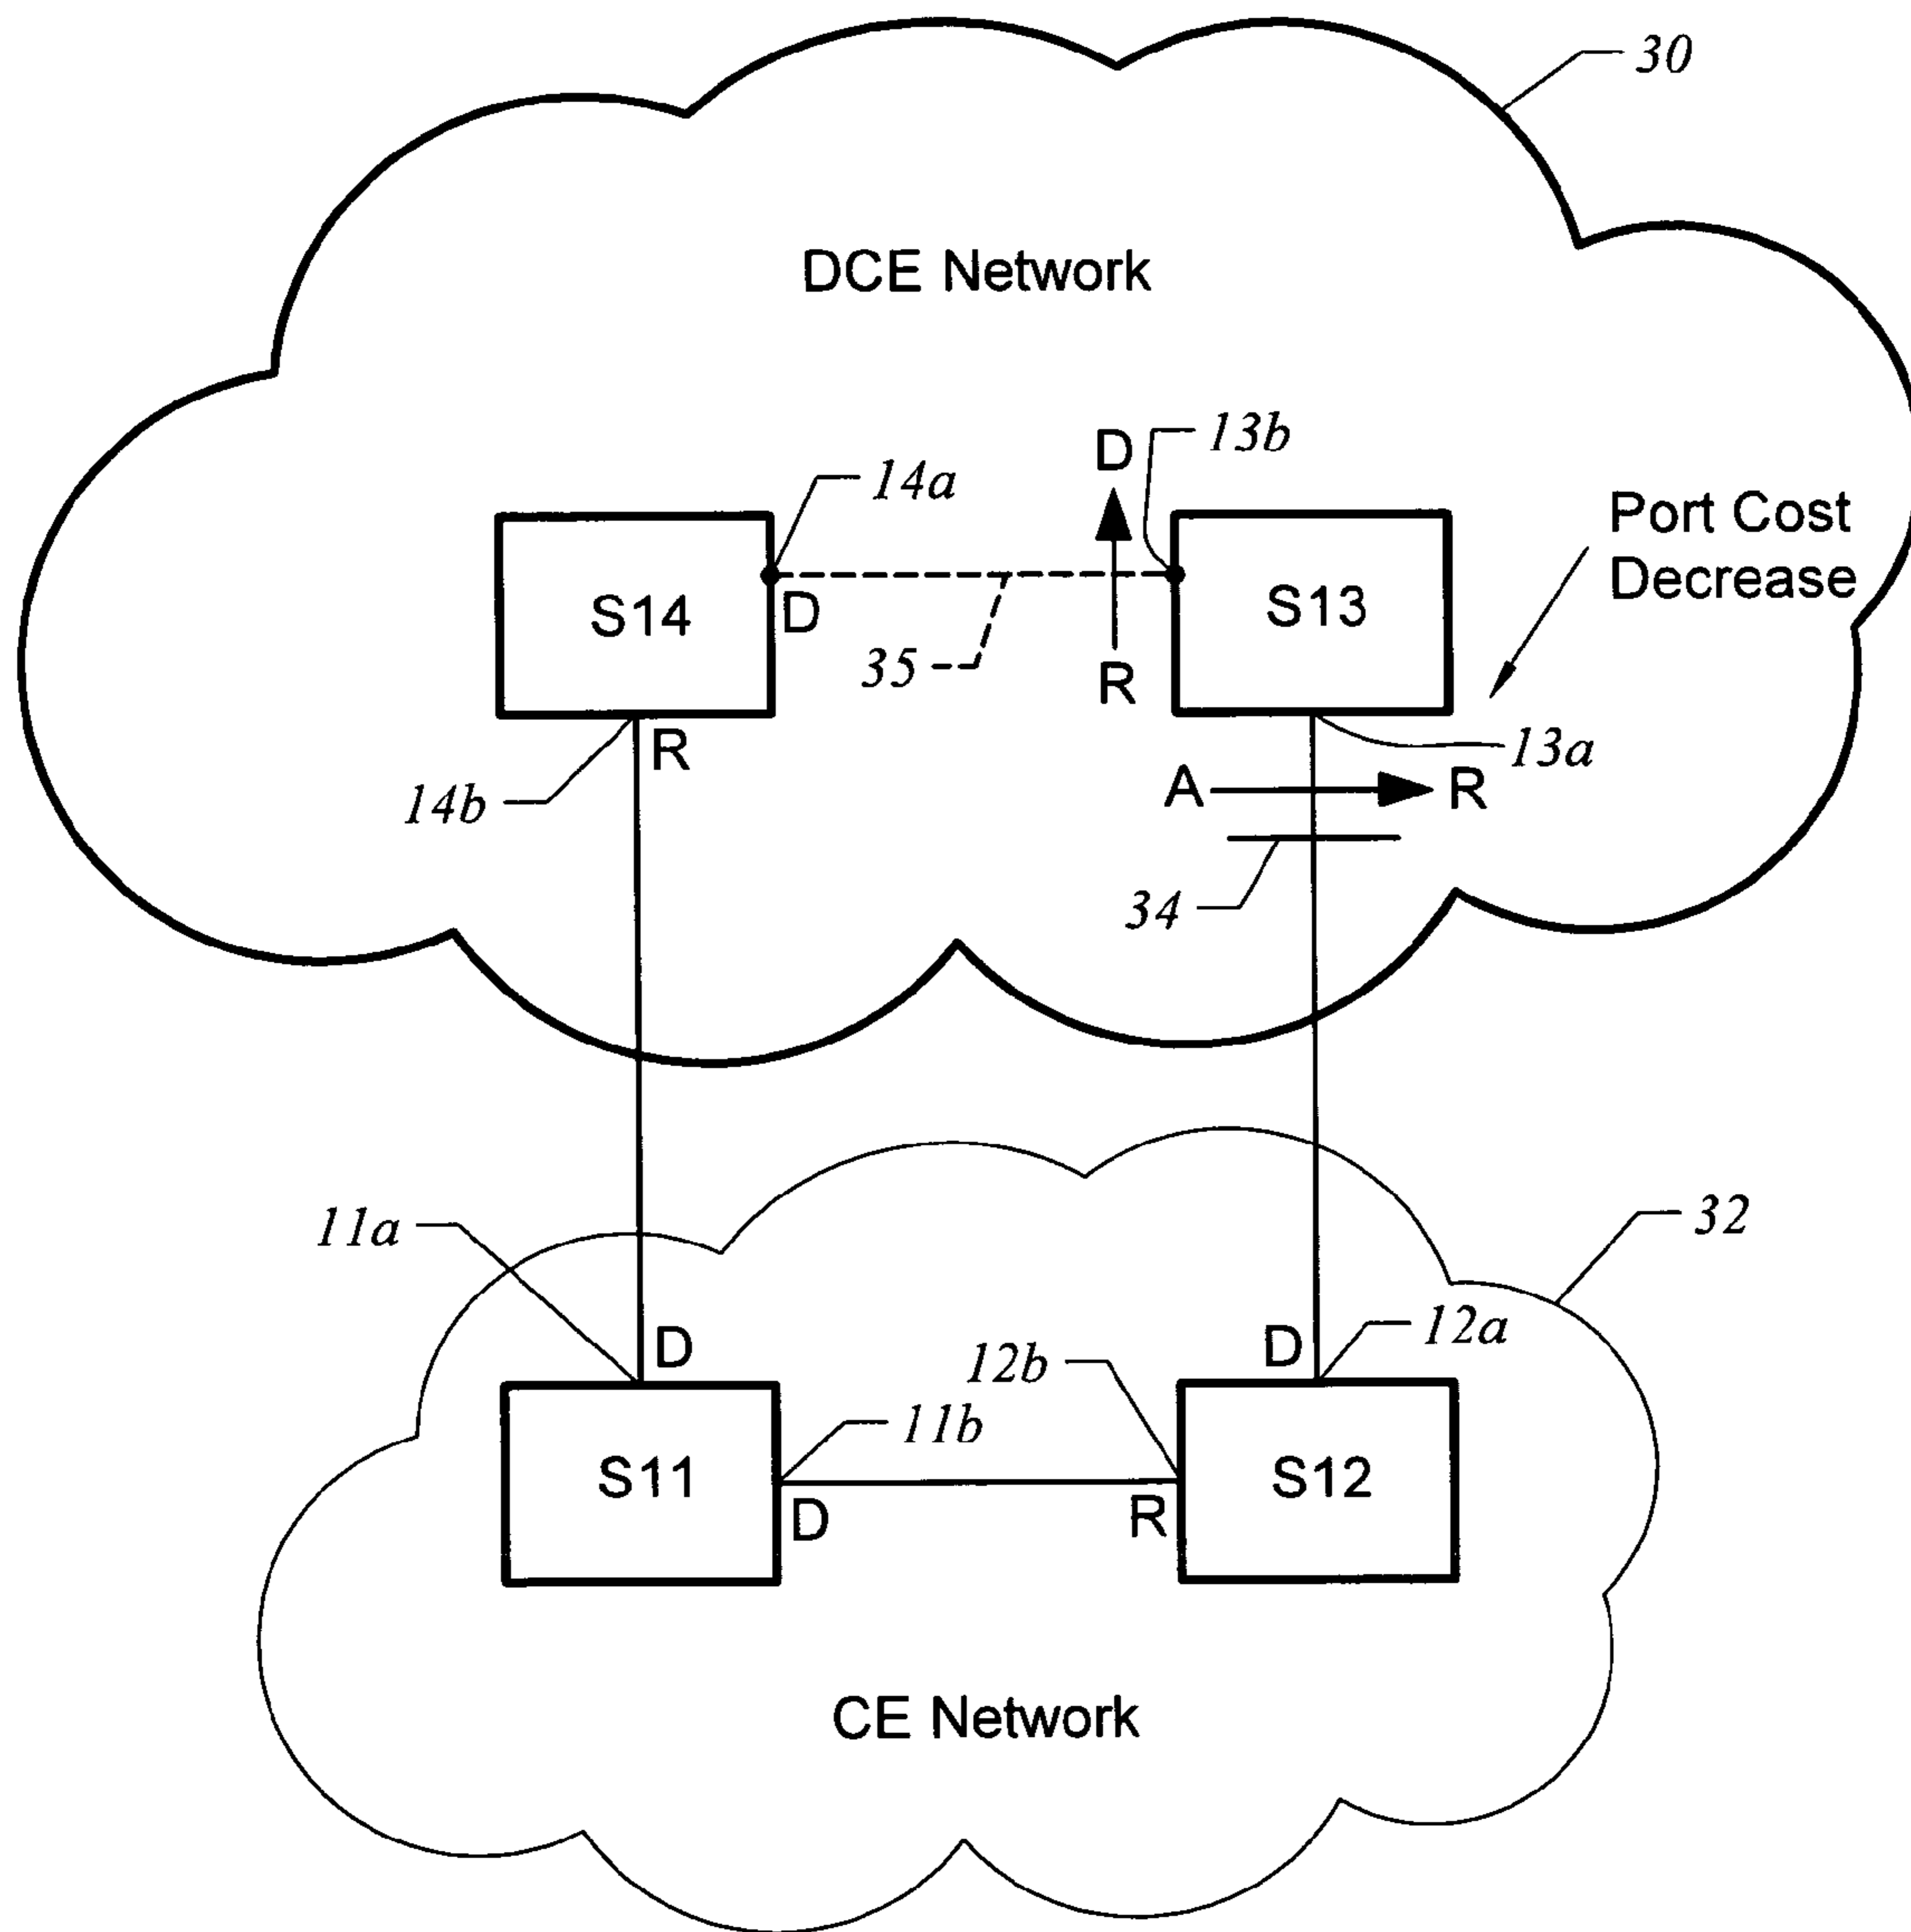 30
DCE Network
13b
D
14a
Port Cost
Decrease
S14
S13
D
35
R
R
13a
14b
A
R
34
11a
32
D
D
12a
12b
11b
S11
S12
D
R
CE Network